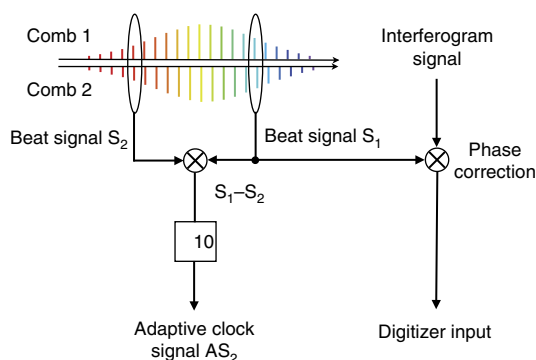 Comb 1
Comb 2
Interferogram
signal
Beat signal S₂
Beat signal S₁
Phase
correction
S₁–S₂
10
Adaptive clock
signal AS₂
Digitizer input